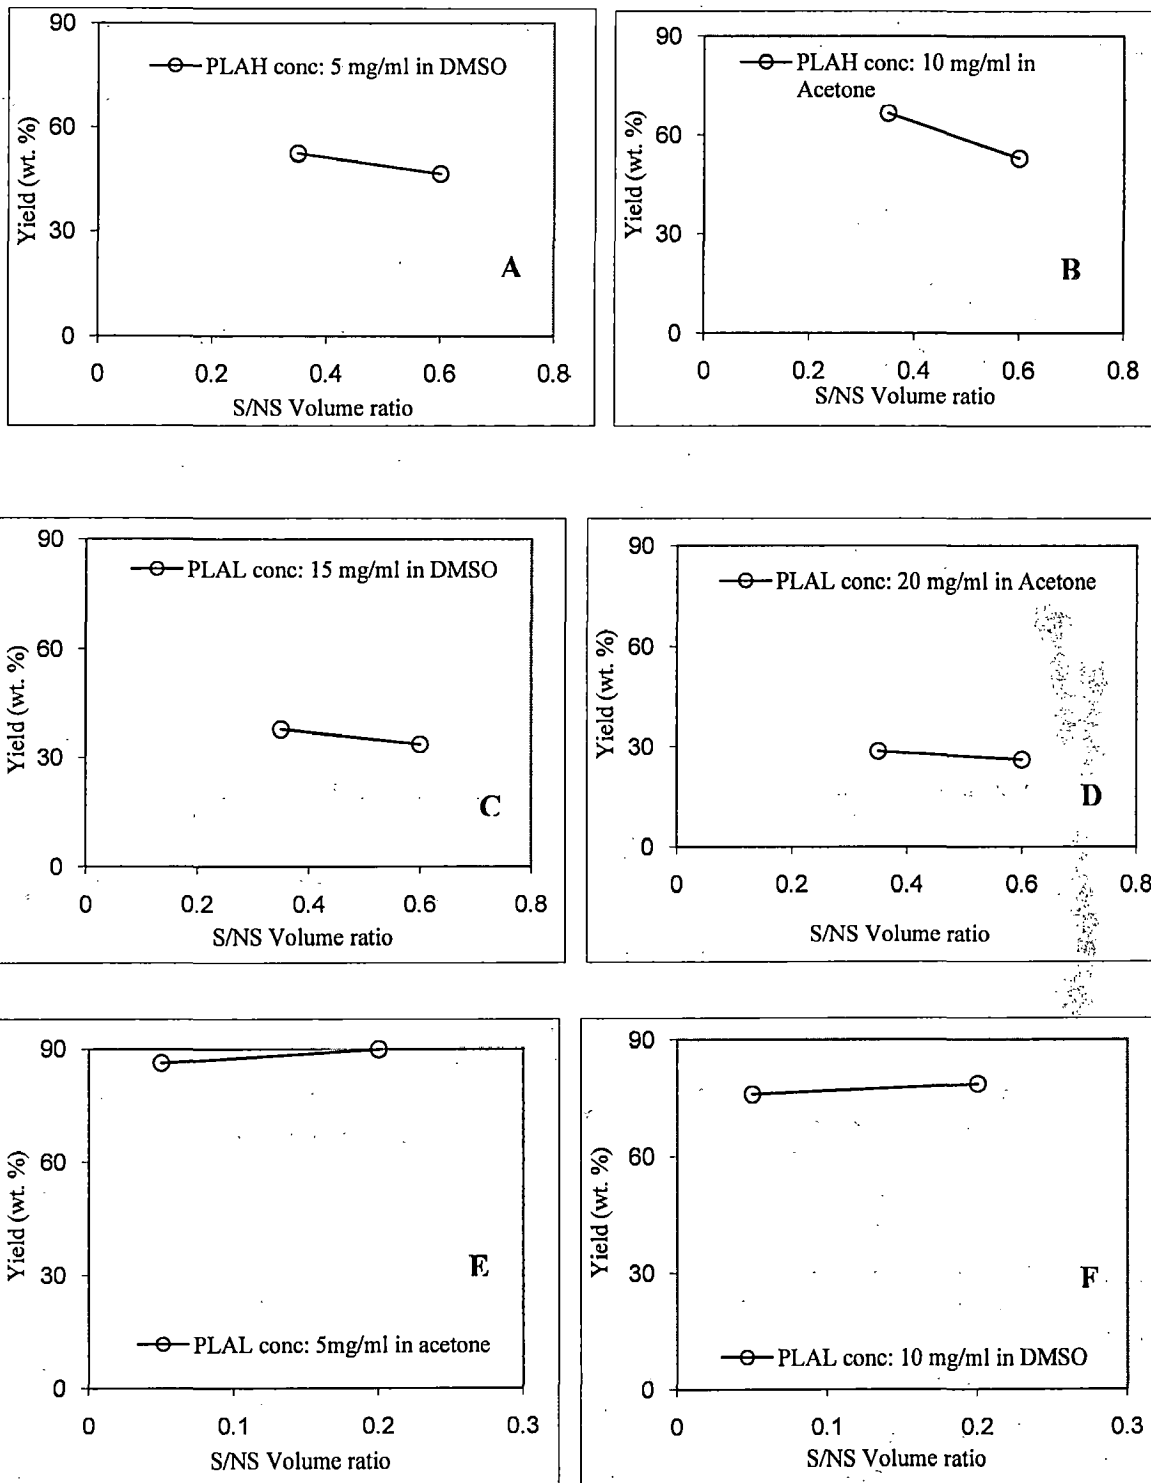 90
PLAH conc: 5 mg/ml in DMSO
60
Yield (wt. %)
30
A
0
0 0.2 0.4 0.6 0.8
S/NS Volume ratio
90
PLAH conc: 10 mg/ml in
Acetone
60
Yield (wt. %)
30
B
0
0 0.2 0.4 0.6 0.8
S/NS Volume ratio
90
PLAL conc: 15 mg/ml in DMSO
60
Yield (wt. %)
30
C
0
0 0.2 0.4 0.6 0.8
S/NS Volume ratio
90
PLAL conc: 20 mg/ml in Acetone
60
Yield (wt. %)
30
D
0
0 0.2 0.4 0.6 0.8
S/NS Volume ratio
90
60
Yield (wt. %)
30
E
PLAL conc: 5mg/ml in acetone
0
0 0.1 0.2 0.3
S/NS Volume ratio
90
60
Yield (wt. %)
30
F
PLAL conc: 10 mg/ml in DMSO
0
0 0.1 0.2 0.3
S/NS Volume ratio